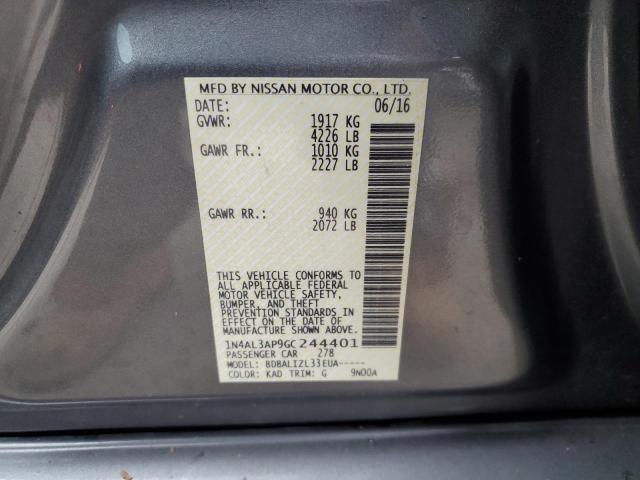 MFD BY NISSAN MOTOR CO., LTD.
DATE: 06/16
GVWR: 1917 KG
4226 LB
GAWR FR.: 1010 KG
2227 LB
GAWR RR.: 940 KG
2072 LB
THIS VEHICLE CONFORMS TO
ALL APPLICABLE FEDERAL
MOTOR VEHICLE SAFETY,
BUMPER, AND THEFT
PREVENTION STANDARDS IN
EFFECT ON THE DATE OF
MANUFACTURE SHOWN ABOVE.
1N4AL3AP9GC244401
PASSENGER CAR 278
MODEL: BDBALIZL33EUA-----
COLOR: KAD TRIM: G 9N00A